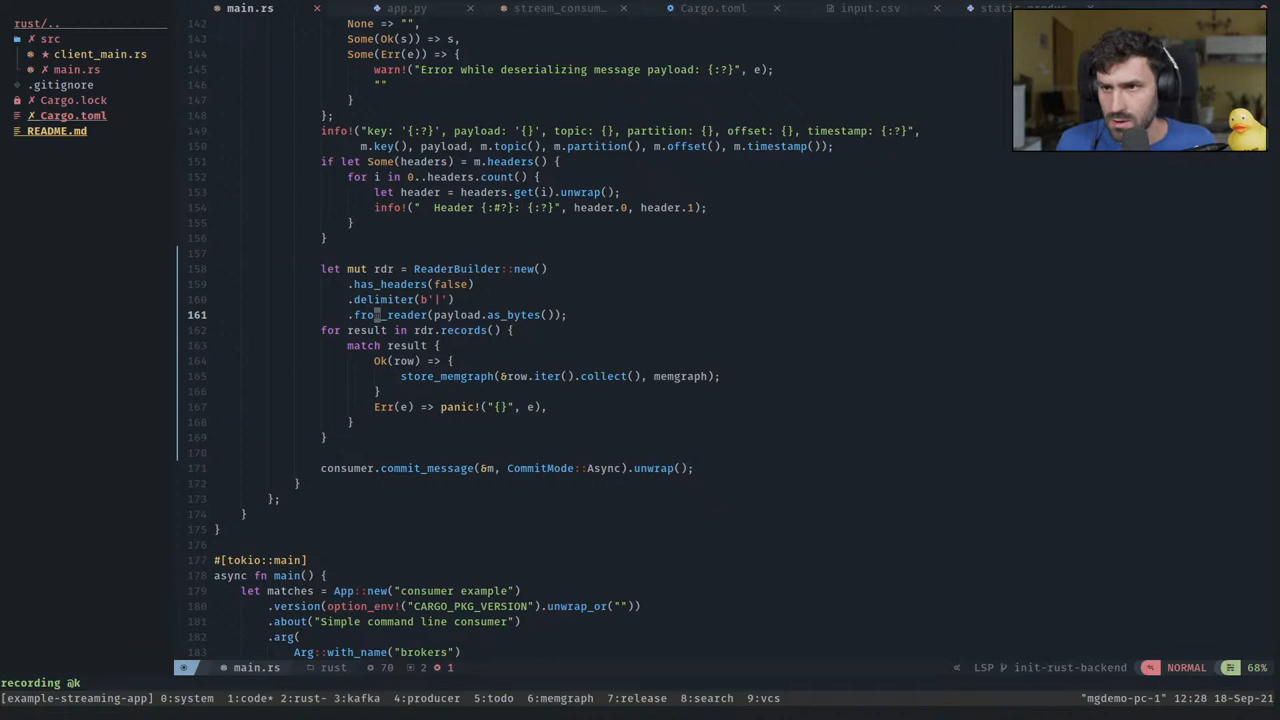 main.rs ✗ app.py ✗ stream_consum… ✗ Cargo.toml ✗ input.csv ✗
rust/..
src
client_main.rs
main.rs
.gitignore
Cargo.lock
Cargo.toml
README.md
142 None => "",
143 Some(Ok(s)) => s,
144 Some(Err(e)) => {
145 warn!("Error while deserializing message payload: {:?}", e);
146 ""
147 }
148 };
149 info!("key: '{:?}', payload: '{}', topic: {}, partition: {}, offset: {}, timestamp: {:?}",
150 m.key(), payload, m.topic(), m.partition(), m.offset(), m.timestamp());
151 if let Some(headers) = m.headers() {
152 for i in 0..headers.count() {
153 let header = headers.get(i).unwrap();
154 info!("  Header {:#?}: {:?}", header.0, header.1);
155 }
156 }
157
158 let mut rdr = ReaderBuilder::new()
159 .has_headers(false)
160 .delimiter(b'|')
161 .from_reader(payload.as_bytes());
162 for result in rdr.records() {
163 match result {
164 Ok(row) => {
165 store_memgraph(&row.iter().collect(), memgraph);
166 }
167 Err(e) => panic!("{}", e),
168 }
169 }
170
171 consumer.commit_message(&m, CommitMode::Async).unwrap();
172 }
173 };
174 }
175 }
176
177 #[tokio::main]
178 async fn main() {
179 let matches = App::new("consumer example")
180 .version(option_env!("CARGO_PKG_VERSION").unwrap_or(""))
181 .about("Simple command line consumer")
182 .arg(
183 Arg::with_name("brokers")
main.rs rust 70 2 1 LSP init-rust-backend NORMAL 68%
recording @k
[example-streaming-app] 0:system 1:code* 2:rust- 3:kafka 4:producer 5:todo 6:memgraph 7:release 8:search 9:vcs "mgdemo-pc-1" 12:28 18-Sep-21